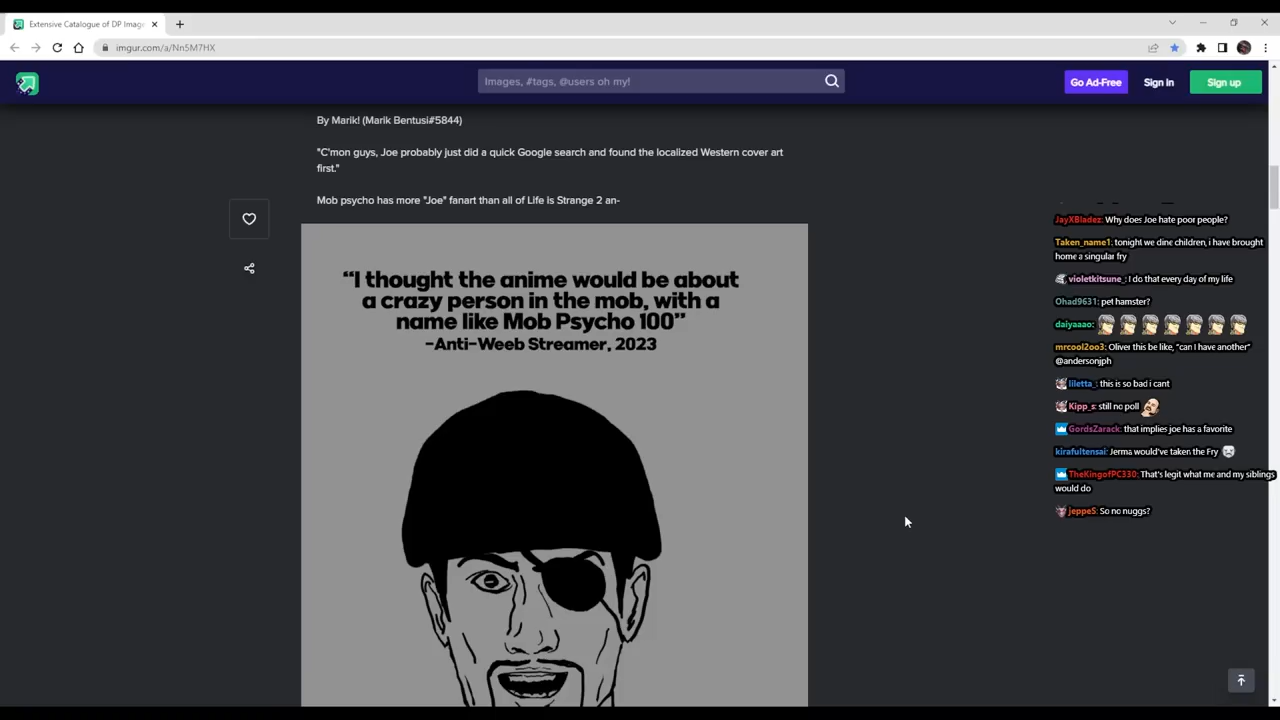 Extensive Catalogue of DP Imag
imgur.com/a/Nn5M7HX
Images, #tags, @users oh my!
Go Ad-Free
Sign in
Sign up
By Marik! (Marik Bentusi#5844)
"C'mon guys, Joe probably just did a quick Google search and found the localized Western cover art
first."
Mob psycho has more "Joe" fanart than all of Life is Strange 2 an-
“I thought the anime would be about
a crazy person in the mob, with a
name like Mob Psycho 100”
-Anti-Weeb Streamer, 2023
JayXBladez: Why does Joe hate poor people?
Taken_name1: tonight we dine children, i have brought
home a singular fry
violetkitsune_: I do that every day of my life
Ohad9631: pet hamster?
daiyaaao:
mrcool2oo3: Oliver this be like, "can I have another"
@andersonjph
liletta_: this is so bad i cant
Kipp_s: still no poll
GordsZarack: that implies joe has a favorite
kirafultensai: Jerma would've taken the Fry
TheKingofPC330: That's legit what me and my siblings
would do
jeppeS: So no nuggs?